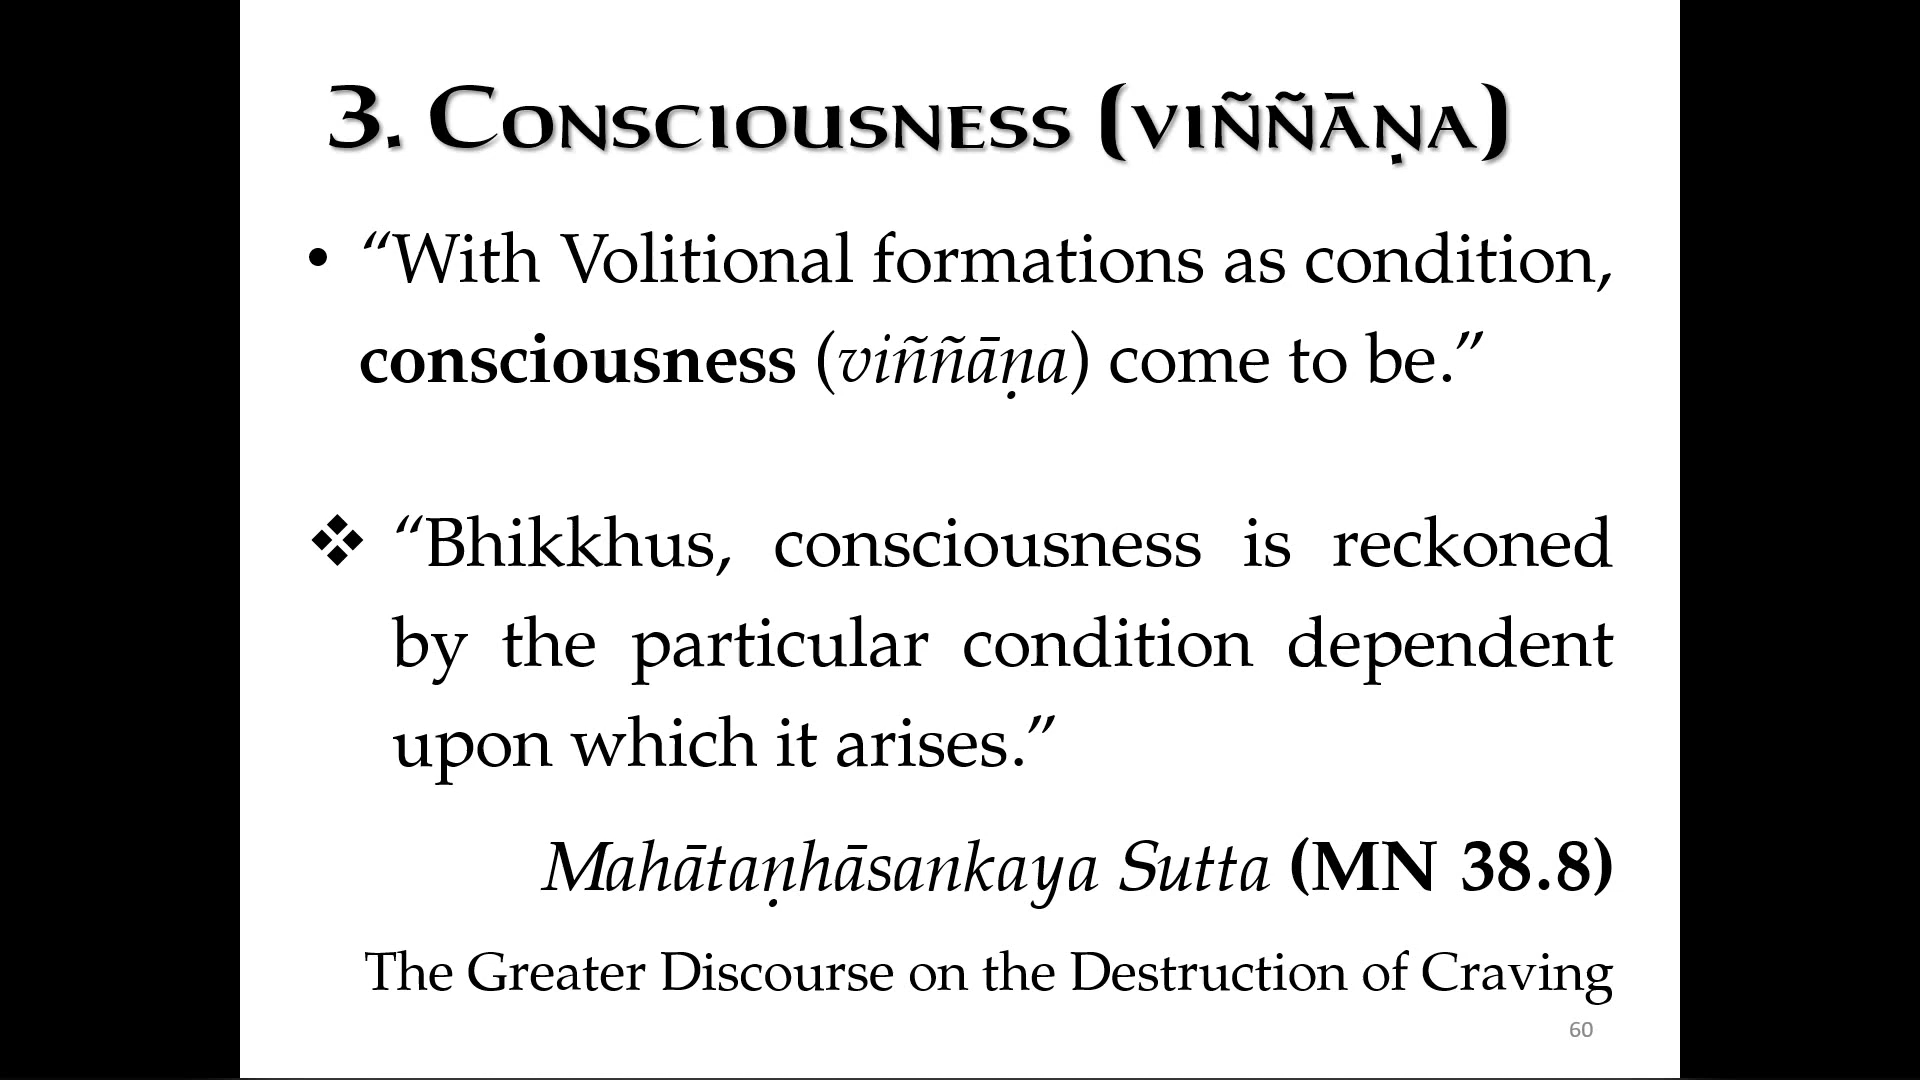 3. Consciousness (viññāṇa)
• “With Volitional formations as condition,
consciousness (viññāṇa) come to be.”
❖ “Bhikkhus, consciousness is reckoned
by the particular condition dependent
upon which it arises.”
Mahātaṇhāsankaya Sutta (MN 38.8)
The Greater Discourse on the Destruction of Craving
60